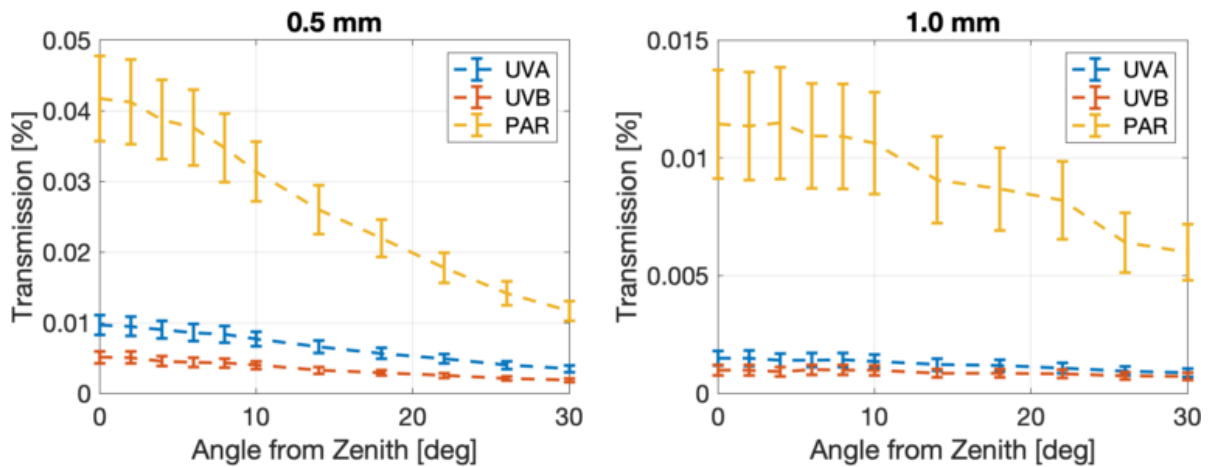 0.5 mm
0.05
0.04
0.03
0.02
0.01
0
Transmission [%]
UVA
UVB
PAR
0
10
20
30
Angle from Zenith [deg]
1.0 mm
0.015
0.01
0.005
0
Transmission [%]
UVA
UVB
PAR
0
10
20
30
Angle from Zenith [deg]